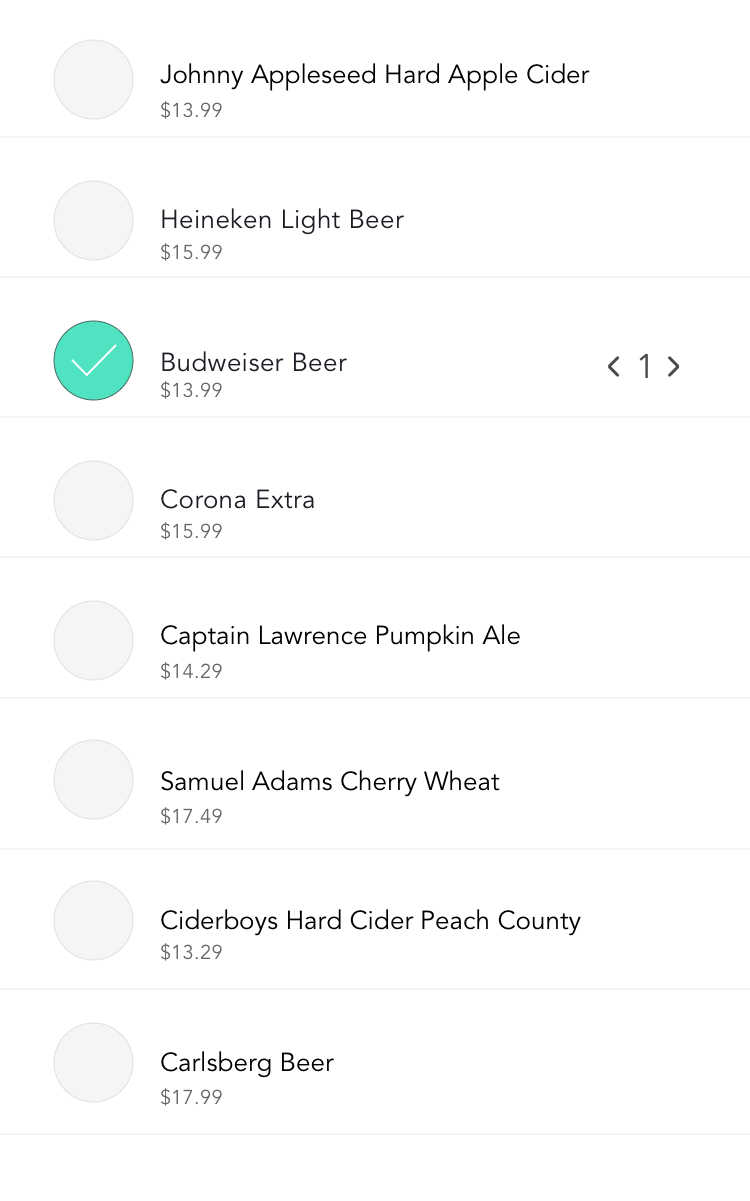 Johnny Appleseed Hard Apple Cider
$13.99
Heineken Light Beer
$15.99
Budweiser Beer
1
$13.99
Corona Extra
$15.99
Captain Lawrence Pumpkin Ale
$14.29
Samuel Adams Cherry Wheat
$17.49
Ciderboys Hard Cider Peach County
$13.29
Carlsberg Beer
$17.99